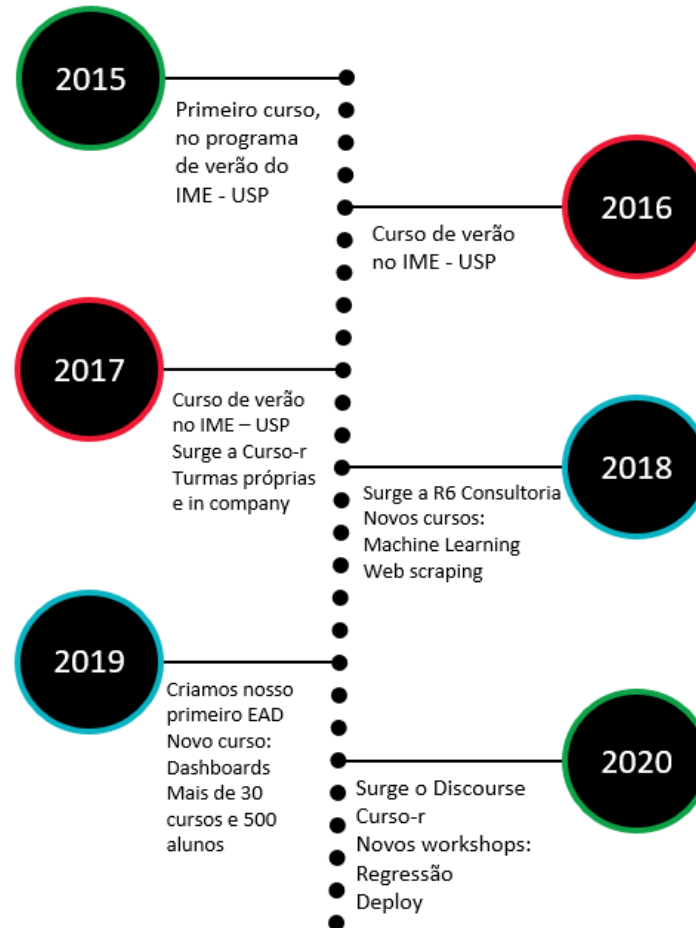 2015
Primeiro curso,
no programa
de verão do
IME - USP
2016
Curso de verão
no IME - USP
2017
Curso de verão
no IME – USP
Surge a Curso-r
Turmas próprias
e in company
2018
Surge a R6 Consultoria
Novos cursos:
Machine Learning
Web scraping
2019
Criamos nosso
primeiro EAD
Novo curso:
Dashboards
Mais de 30
cursos e 500
alunos
2020
Surge o Discourse
Curso-r
Novos workshops:
Regressão
Deploy